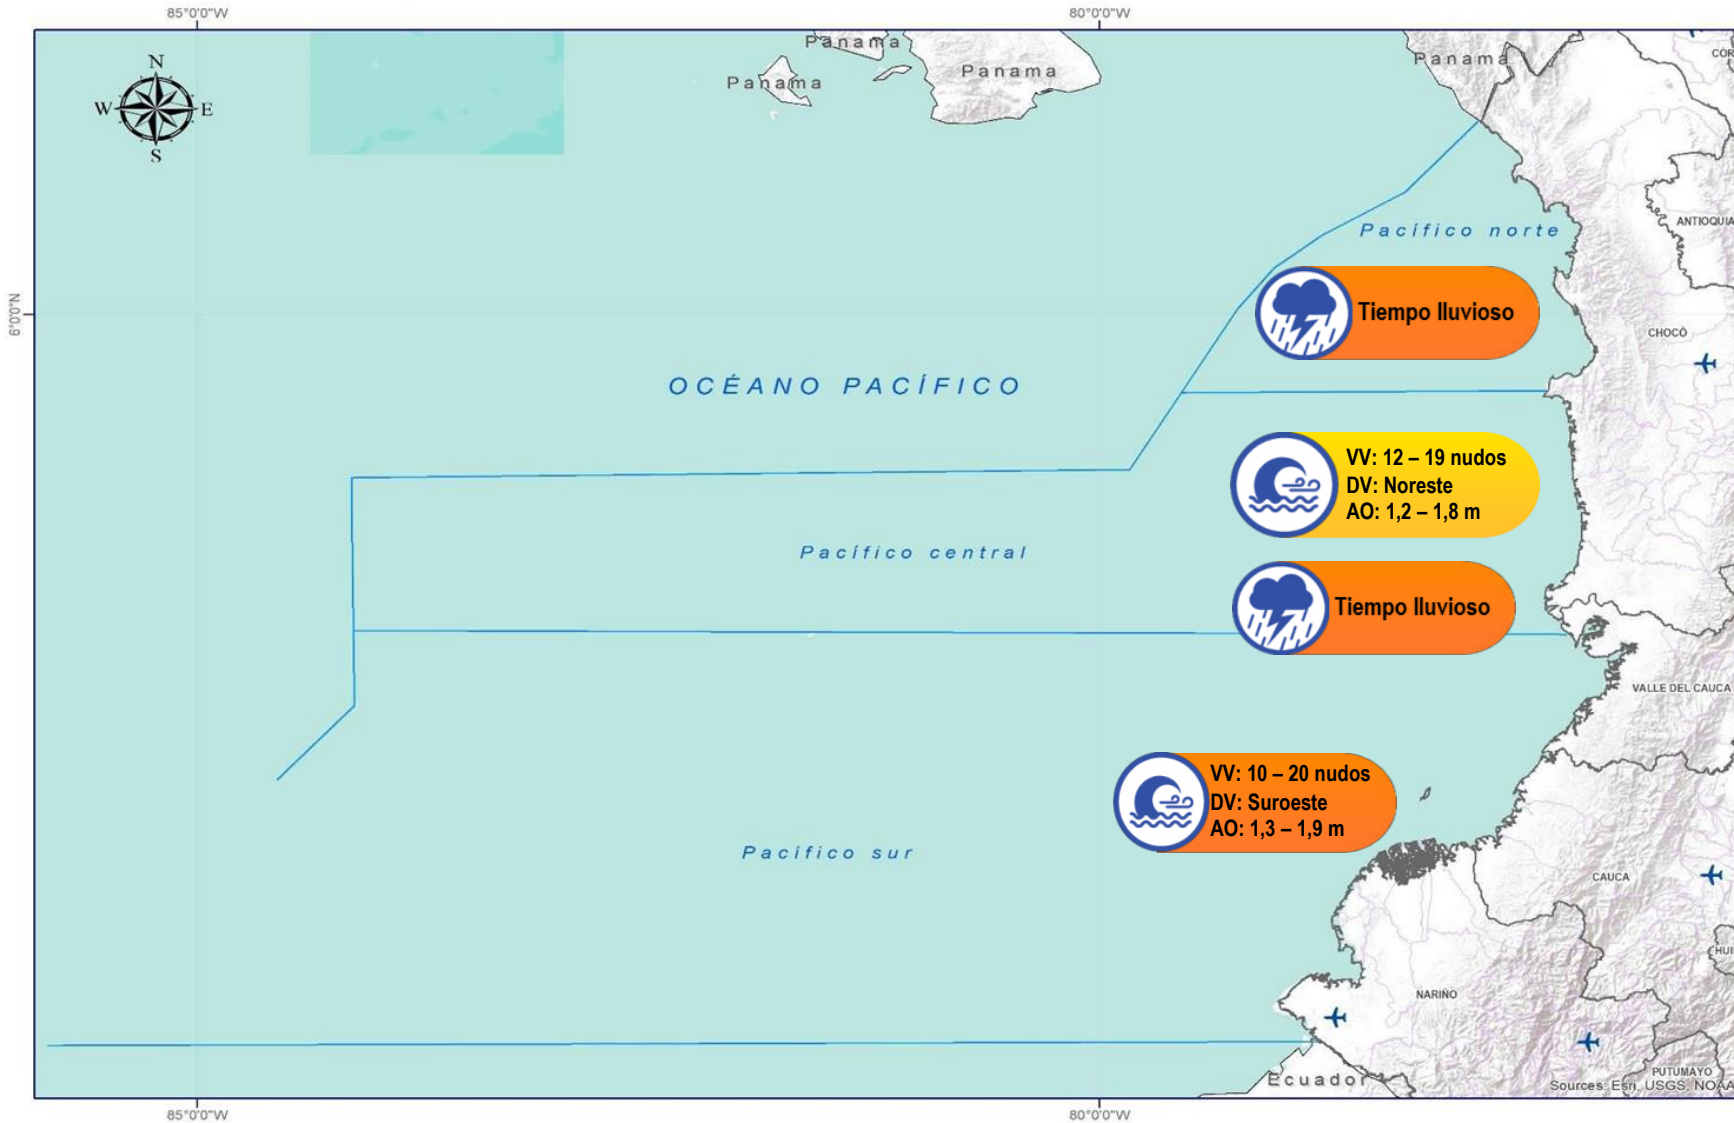 85°0'0"W
80°0'0"W
N
W
E
S
6°0'0"N
Panama
Panama
Panama
Panama
ANTIOQUIA
Pacífico norte
Tiempo lluvioso
CHOCÓ
OCÉANO PACÍFICO
VV: 12 – 19 nudos
DV: Noreste
AO: 1,2 – 1,8 m
Pacífico central
Tiempo lluvioso
VALLE DEL CAUCA
VV: 10 – 20 nudos
DV: Suroeste
AO: 1,3 – 1,9 m
Pacífico sur
CAUCA
HUI
NARIÑO
PUTUMAYO
Ecuador
Sources: Esri, USGS, NOAA
85°0'0"W
80°0'0"W